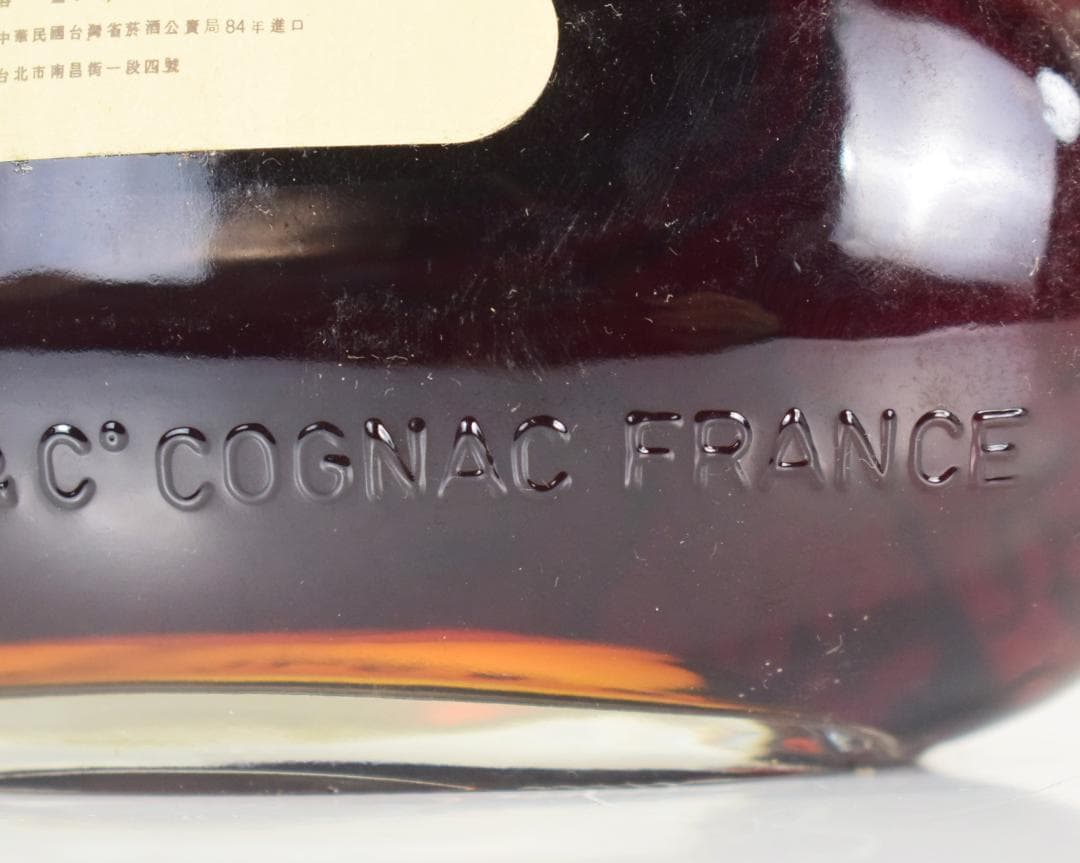 中華民國台灣省菸酒公賣局84年進口
台北市南昌街一段四號
& C° COGNAC FRANCE